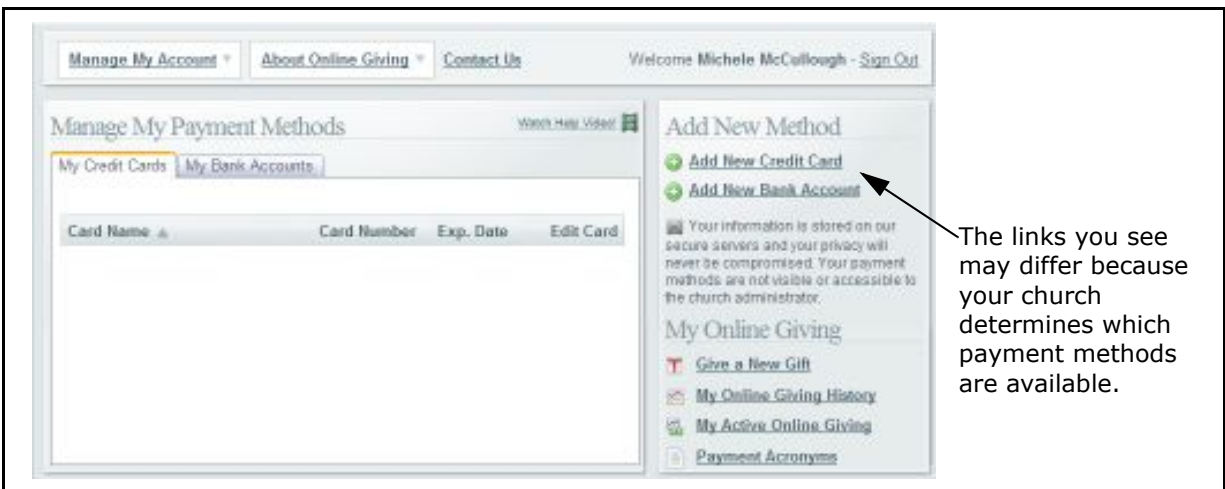 Manage My Account About Online Giving Contact Us Welcome Michele McCullough - Sign Out
Manage My Payment Methods Watch Help Video!
My Credit Cards My Bank Accounts
Card Name Card Number Exp. Date Edit Card
Add New Method
Add New Credit Card
Add New Bank Account
Your information is stored on our
secure servers and your privacy will
never be compromised. Your payment
methods are not visible or accessible to
the church administrator.
My Online Giving
Give a New Gift
My Online Giving History
My Active Online Giving
Payment Acronyms
The links you see
may differ because
your church
determines which
payment methods
are available.